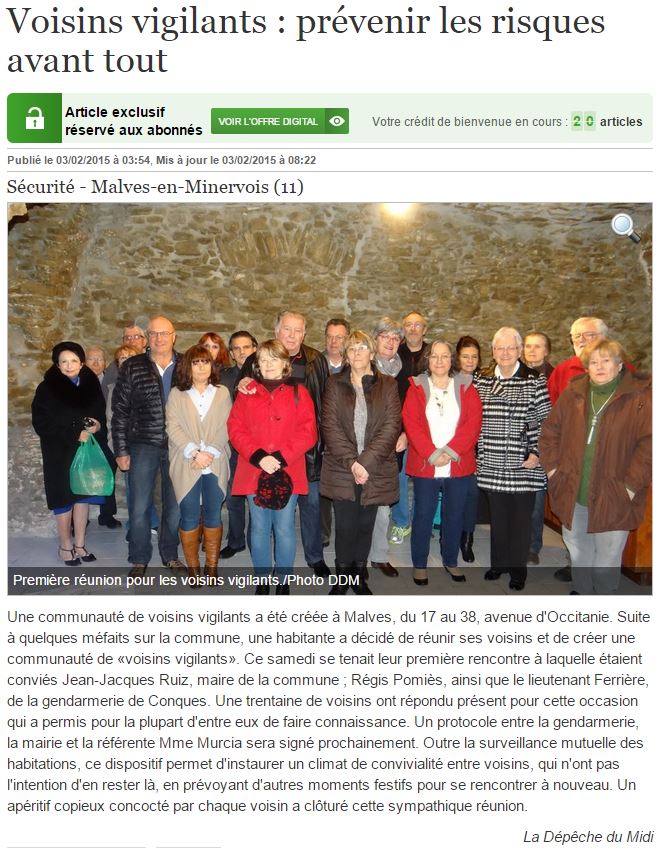 Voisins vigilants : prévenir les risques
avant tout
Article exclusif
réservé aux abonnés
VOIR L'OFFRE DIGITAL
Votre crédit de bienvenue en cours : 2 0 articles
Publié le 03/02/2015 à 03:54, Mis à jour le 03/02/2015 à 08:22
Sécurité - Malves-en-Minervois (11)
Première réunion pour les voisins vigilants./Photo DDM
Une communauté de voisins vigilants a été créée à Malves, du 17 au 38, avenue d'Occitanie. Suite
à quelques méfaits sur la commune, une habitante a décidé de réunir ses voisins et de créer une
communauté de «voisins vigilants». Ce samedi se tenait leur première rencontre à laquelle étaient
conviés Jean-Jacques Ruiz, maire de la commune ; Régis Pomiès, ainsi que le lieutenant Ferrière,
de la gendarmerie de Conques. Une trentaine de voisins ont répondu présent pour cette occasion
qui a permis pour la plupart d'entre eux de faire connaissance. Un protocole entre la gendarmerie,
la mairie et la référente Mme Murcia sera signé prochainement. Outre la surveillance mutuelle des
habitations, ce dispositif permet d'instaurer un climat de convivialité entre voisins, qui n'ont pas
l'intention d'en rester là, en prévoyant d'autres moments festifs pour se rencontrer à nouveau. Un
apéritif copieux concocté par chaque voisin a clôturé cette sympathique réunion.
La Dépêche du Midi